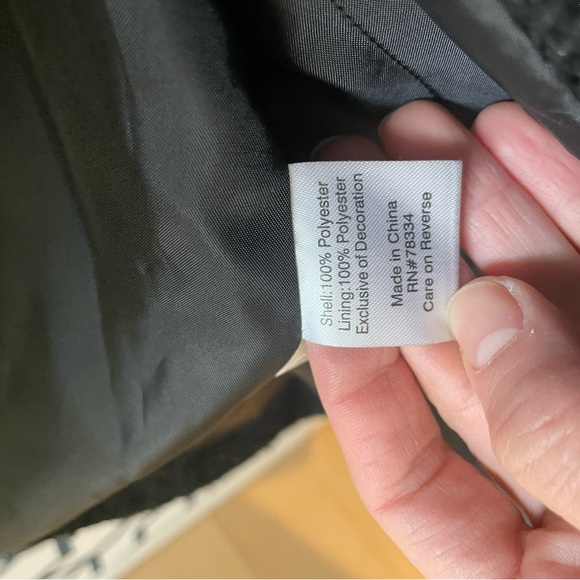 Shell:100% Polyester
Lining:100% Polyester
Exclusive of Decoration
Made in China
RN#78334
Care on Reverse